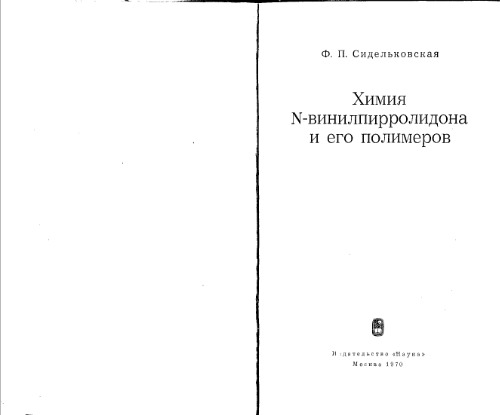 Ф. П. Сидельковская
Химия
N-винилпирролидона
и его полимеров
Издательство «Наука»
Москва 1970